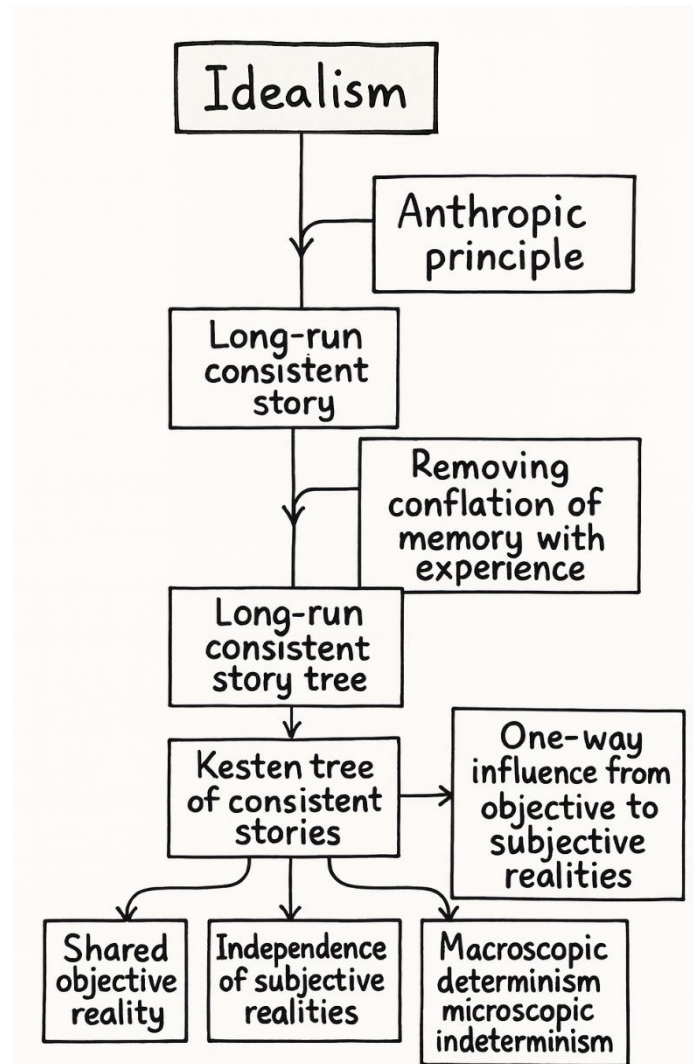 Idealism
Anthropic
principle
Long-run
consistent
story
Removing
conflation of
memory with
experience
Long-run
consistent
story tree
Kesten tree
of consistent
stories
One-way
influence from
objective to
subjective
realities
Shared
objective
reality
Independence
of subjective
realities
Macroscopic
determinism
microscopic
indeterminism